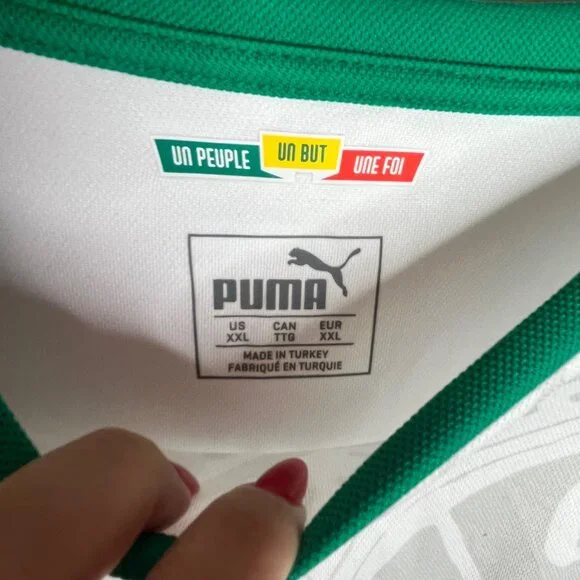 UN PEUPLE UN BUT UNE FOI
PUMA
US CAN EUR
XXL TTG XXL
MADE IN TURKEY
FABRIQUÉ EN TURQUIE